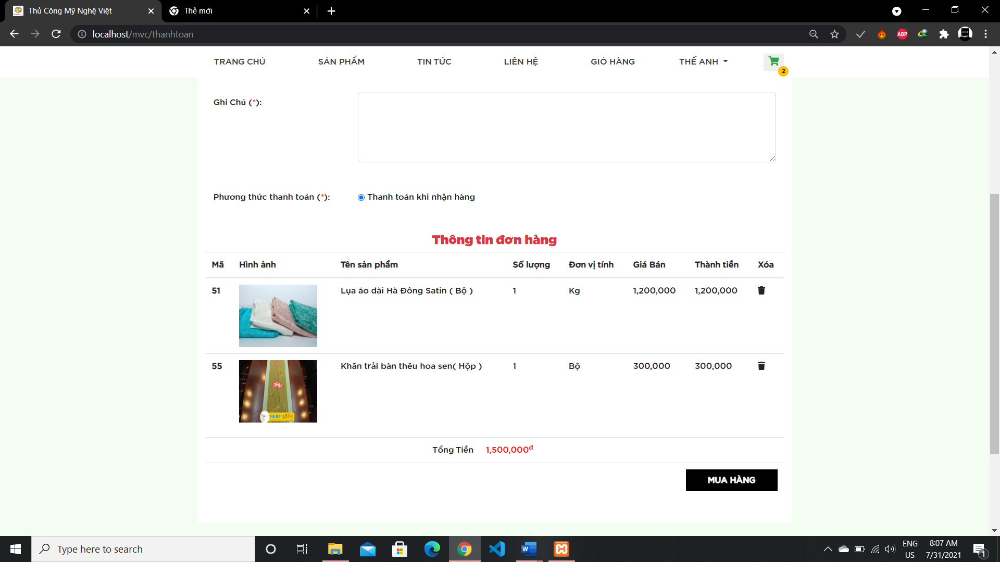 Thủ Công Mỹ Nghệ Việt
Thẻ mới
localhost/mvc/thanhtoan
ABP
TRANG CHỦ SẢN PHẨM TIN TỨC LIÊN HỆ GIỎ HÀNG THẾ ANH
2
Ghi Chú (*):
Phương thức thanh toán (*): Thanh toán khi nhận hàng
Thông tin đơn hàng
Mã Hình ảnh Tên sản phẩm Số lượng Đơn vị tính Giá Bán Thành tiền Xóa
51 Lụa áo dài Hà Đông Satin ( Bộ ) 1 Kg 1,200,000 1,200,000
55 Khăn trải bàn thêu hoa sen( Hộp ) 1 Bộ 300,000 300,000
Hà Đông Silk
Tổng Tiền 1,500,000đ
MUA HÀNG
Type here to search
ENG
US
8:07 AM
7/31/2021
1